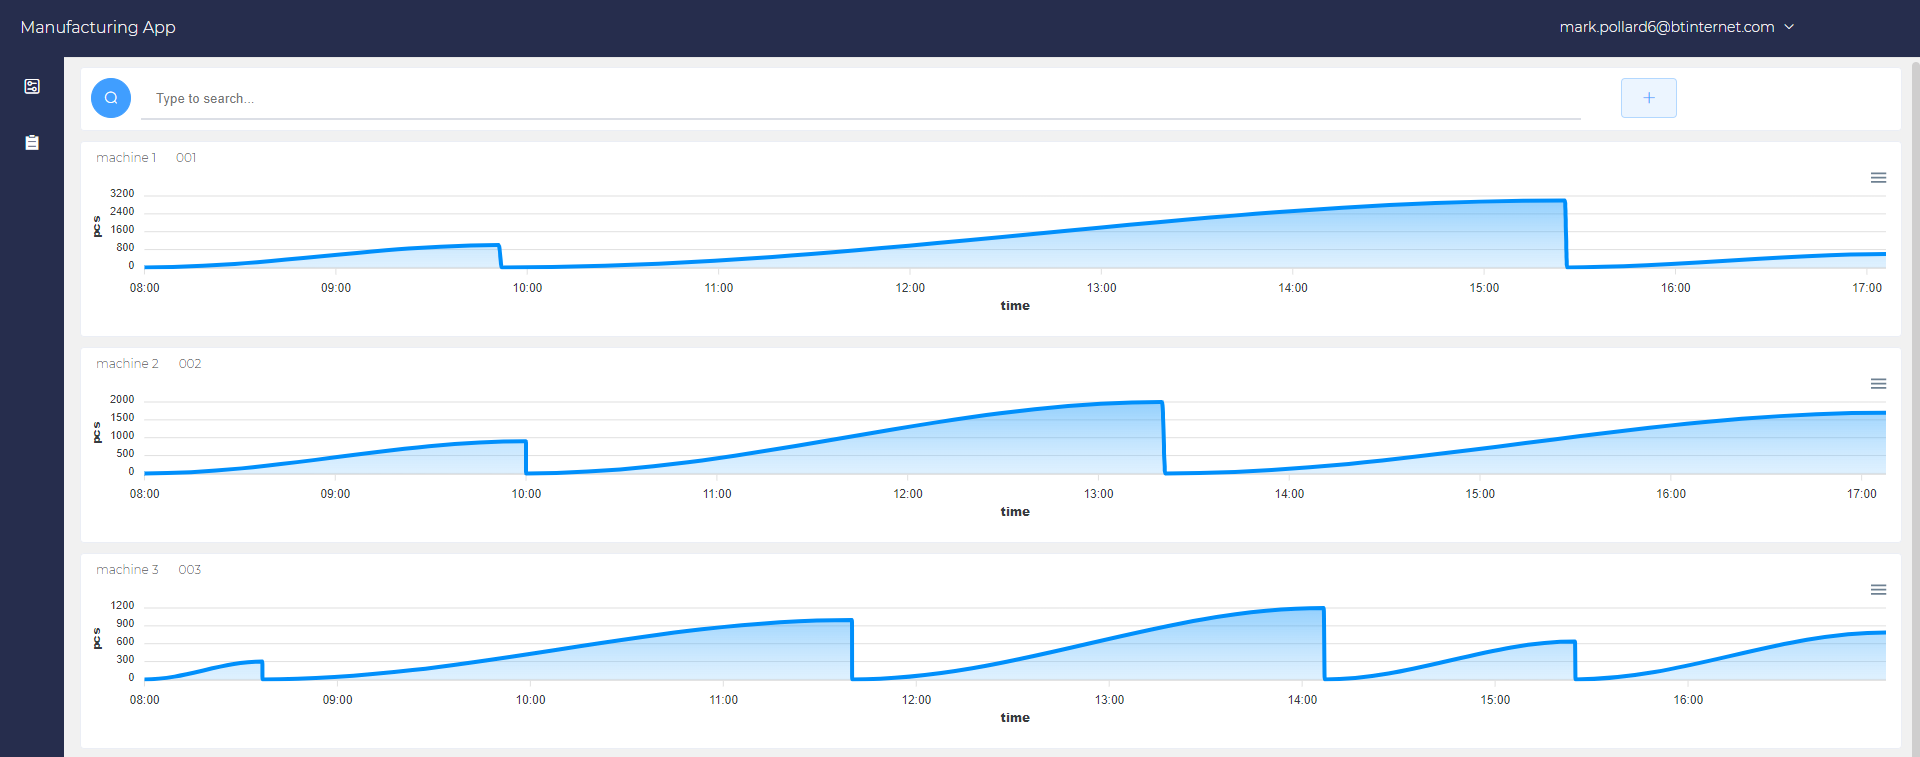 Manufacturing App
mark.pollard6@btinternet.com
Type to search...
+
machine 1 001
3200
2400
1600
800
0
pcs
08:00 09:00 10:00 11:00 12:00 13:00 14:00 15:00 16:00 17:00
time
machine 2 002
2000
1500
1000
500
0
pcs
08:00 09:00 10:00 11:00 12:00 13:00 14:00 15:00 16:00 17:00
time
machine 3 003
1200
900
600
300
0
pcs
08:00 09:00 10:00 11:00 12:00 13:00 14:00 15:00 16:00
time